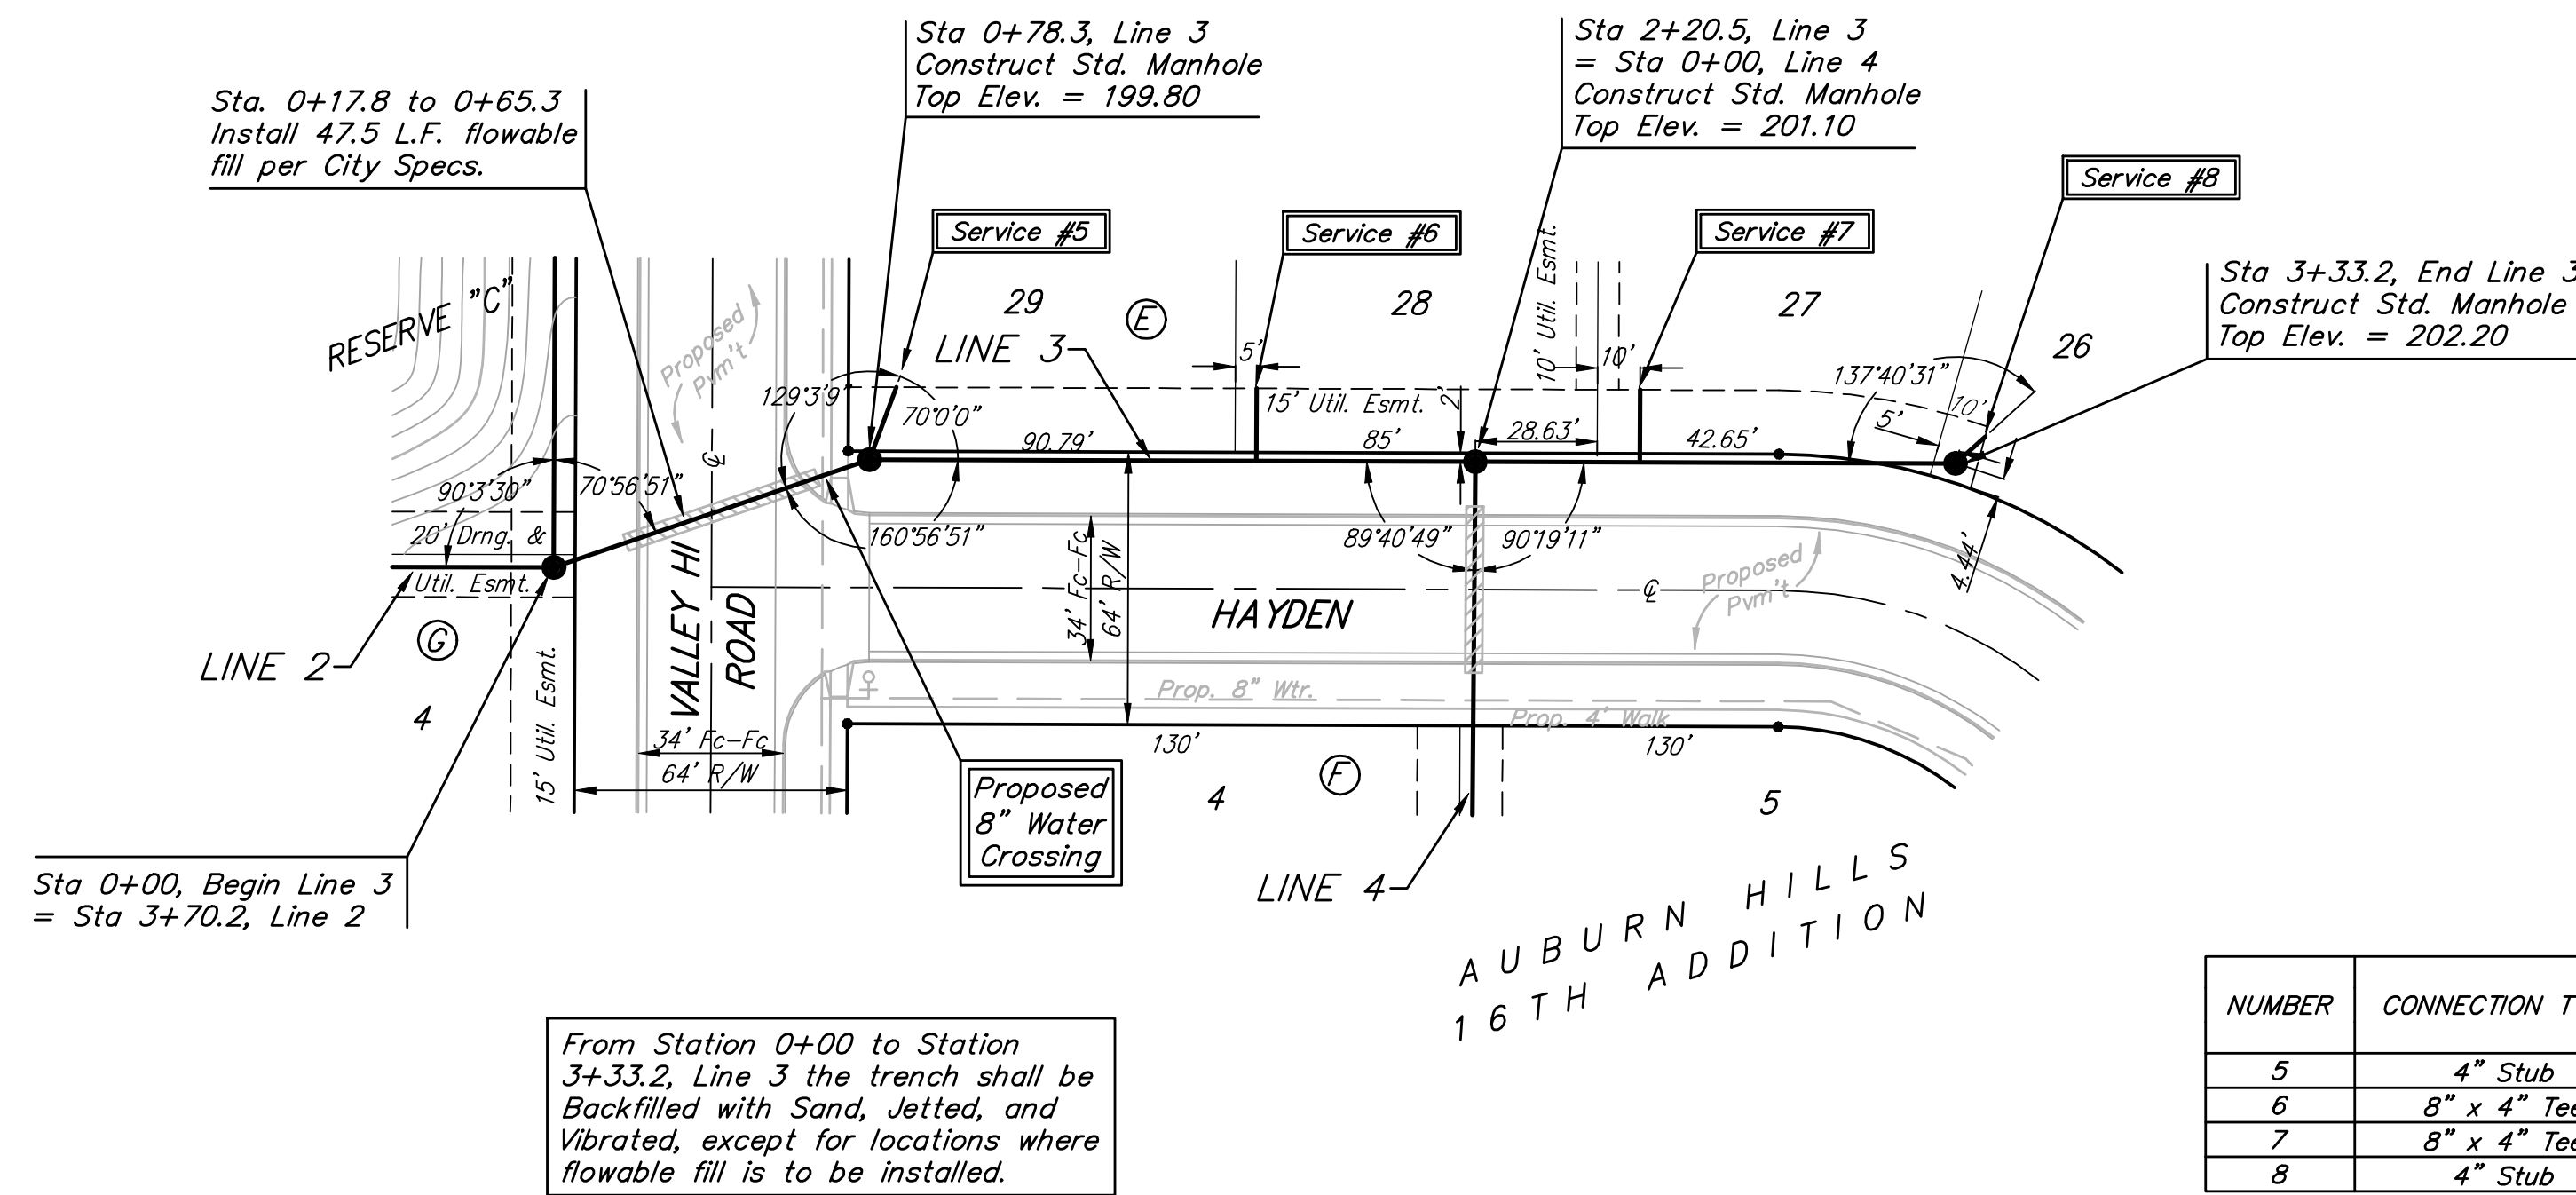 Sta 0+78.3, Line 3
Construct Std. Manhole
Top Elev. = 199.80
Sta 2+20.5, Line 3
= Sta 0+00, Line 4
Construct Std. Manhole
Top Elev. = 201.10
Sta. 0+17.8 to 0+65.3
Install 47.5 L.F. flowable
fill per City Specs.
Service #5
Service #6
Service #7
Service #8
Sta 3+33.2, End Line 3
Construct Std. Manhole
Top Elev. = 202.20
RESERVE "C"
Proposed
Pvm't
29
E
28
10' Util. Esmt.
27
26
LINE 3
5'
10'
137°40'31"
129°3'9"
70°0'0"
15' Util. Esmt.
2'
10'
5'
90.79'
85'
28.63'
42.65'
℄
90°3'30"
70°56'51"
160°56'51"
89°40'49"
90°19'11"
20' Drng. &
Util. Esmt.
4.44'
Proposed
Pvm't
34' Fc-Fc
64' R/W
℄
HAYDEN
VALLEY HI
ROAD
G
LINE 2
4
15' Util. Esmt.
Prop. 8" Wtr.
Prop. 4' Walk
34' Fc-Fc
64' R/W
130'
130'
F
4
5
Proposed
8" Water
Crossing
LINE 4
Sta 0+00, Begin Line 3
= Sta 3+70.2, Line 2
AUBURN HILLS
16TH ADDITION
From Station 0+00 to Station
3+33.2, Line 3 the trench shall be
Backfilled with Sand, Jetted, and
Vibrated, except for locations where
flowable fill is to be installed.
NUMBER CONNECTION T
5 4" Stub
6 8" x 4" Tee
7 8" x 4" Tee
8 4" Stub